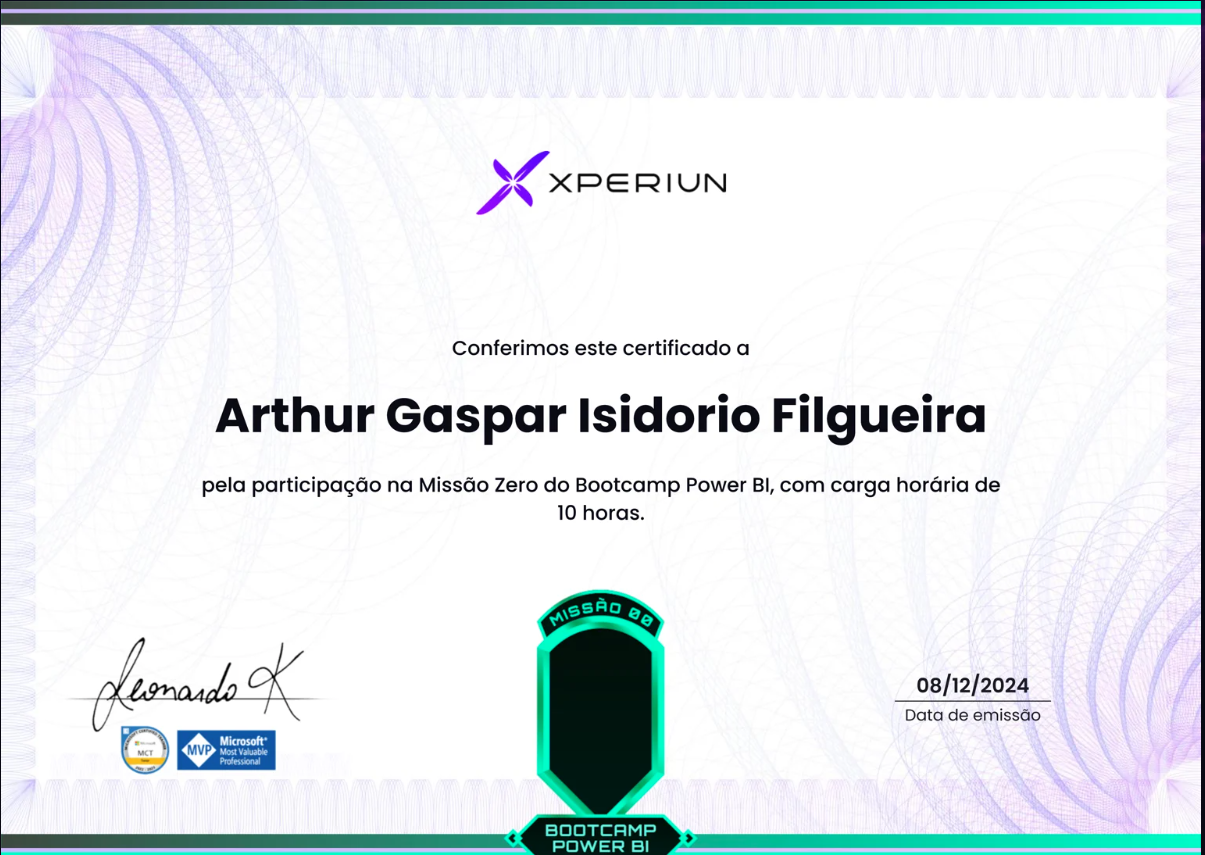 XPERIUN
Conferimos este certificado a
Arthur Gaspar Isidorio Filgueira
pela participação na Missão Zero do Bootcamp Power BI, com carga horária de
10 horas.
MISSÃO 00
Leonardo K
08/12/2024
Data de emissão
Microsoft
MCT
MVP
Microsoft®
Most Valuable
Professional
BOOTCAMP
POWER BI